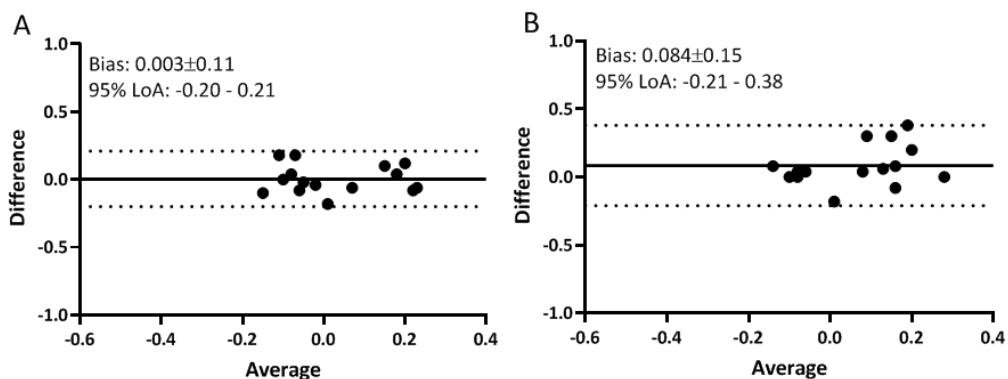 A
1.0
Bias: 0.003±0.11
95% LoA: -0.20 - 0.21
0.5
Difference
0.0
-0.5
-1.0
-0.6 -0.4 -0.2 0.0 0.2 0.4
Average
B
1.0
Bias: 0.084±0.15
95% LoA: -0.21 - 0.38
0.5
Difference
0.0
-0.5
-1.0
-0.6 -0.4 -0.2 0.0 0.2 0.4
Average